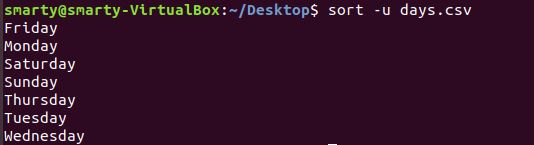 smarty@smarty-VirtualBox:~/Desktop$ sort -u days.csv
Friday
Monday
Saturday
Sunday
Thursday
Tuesday
Wednesday